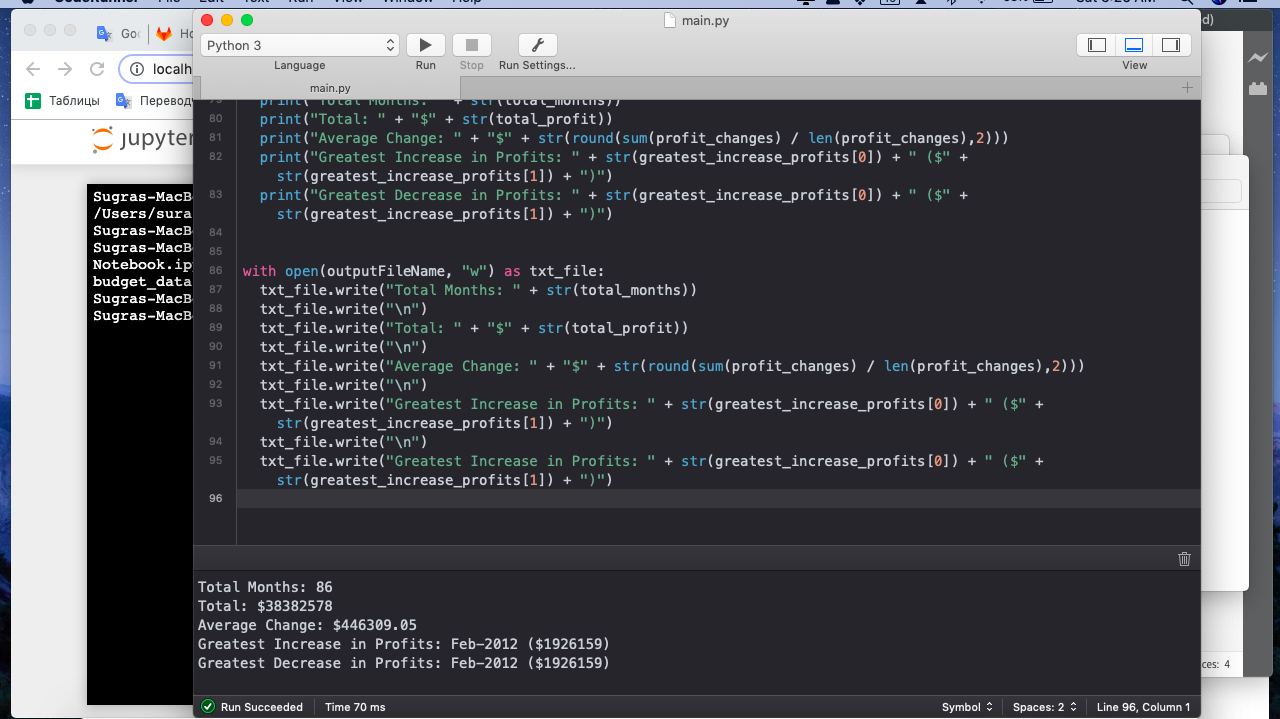 main.py
Python 3
Run
Stop
Run Settings...
Language
View
main.py
localh
Таблицы
Перевод
jupyter
Sugras-MacB
/Users/sura
Sugras-MacB
Sugras-MacB
Notebook.ip
budget_data
Sugras-MacB
Sugras-MacB
79 print("Total Months: " + str(total_months))
80 print("Total: " + "$" + str(total_profit))
81 print("Average Change: " + "$" + str(round(sum(profit_changes) / len(profit_changes),2)))
82 print("Greatest Increase in Profits: " + str(greatest_increase_profits[0]) + " ($" +
str(greatest_increase_profits[1]) + ")")
83 print("Greatest Decrease in Profits: " + str(greatest_increase_profits[0]) + " ($" +
str(greatest_increase_profits[1]) + ")")
84
85
86 with open(outputFileName, "w") as txt_file:
87 txt_file.write("Total Months: " + str(total_months))
88 txt_file.write("\n")
89 txt_file.write("Total: " + "$" + str(total_profit))
90 txt_file.write("\n")
91 txt_file.write("Average Change: " + "$" + str(round(sum(profit_changes) / len(profit_changes),2)))
92 txt_file.write("\n")
93 txt_file.write("Greatest Increase in Profits: " + str(greatest_increase_profits[0]) + " ($" +
str(greatest_increase_profits[1]) + ")")
94 txt_file.write("\n")
95 txt_file.write("Greatest Increase in Profits: " + str(greatest_increase_profits[0]) + " ($" +
str(greatest_increase_profits[1]) + ")")
96
Total Months: 86
Total: $38382578
Average Change: $446309.05
Greatest Increase in Profits: Feb-2012 ($1926159)
Greatest Decrease in Profits: Feb-2012 ($1926159)
Run Succeeded
Time 70 ms
Symbol
Spaces: 2
Line 96, Column 1
ces: 4